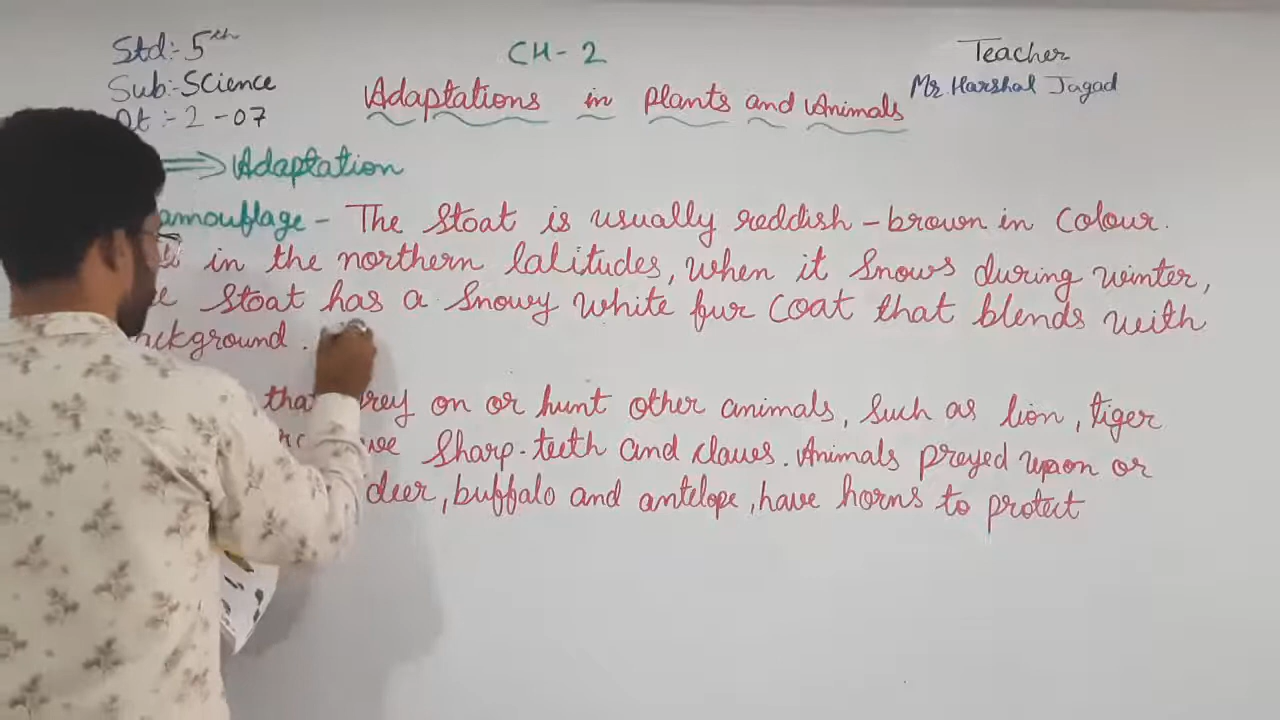 Std:- 5th
CH- 2
Teacher
Sub:- Science
Adaptations in plants and Animals
Mr. Harshal Jagad
Dt :- 2 -07
⇒ Adaptation
amouflage - The Stoat is usually reddish - brown in Colour.
in the northern latitudes, when it Snows during winter,
Stoat has a Snowy white fur coat that blends with
ckground.
that prey on or hunt other animals, Such as lion, tiger
Sharp-teeth and claws. Animals preyed upon or
deer, buffalo and antelope, have horns to protect